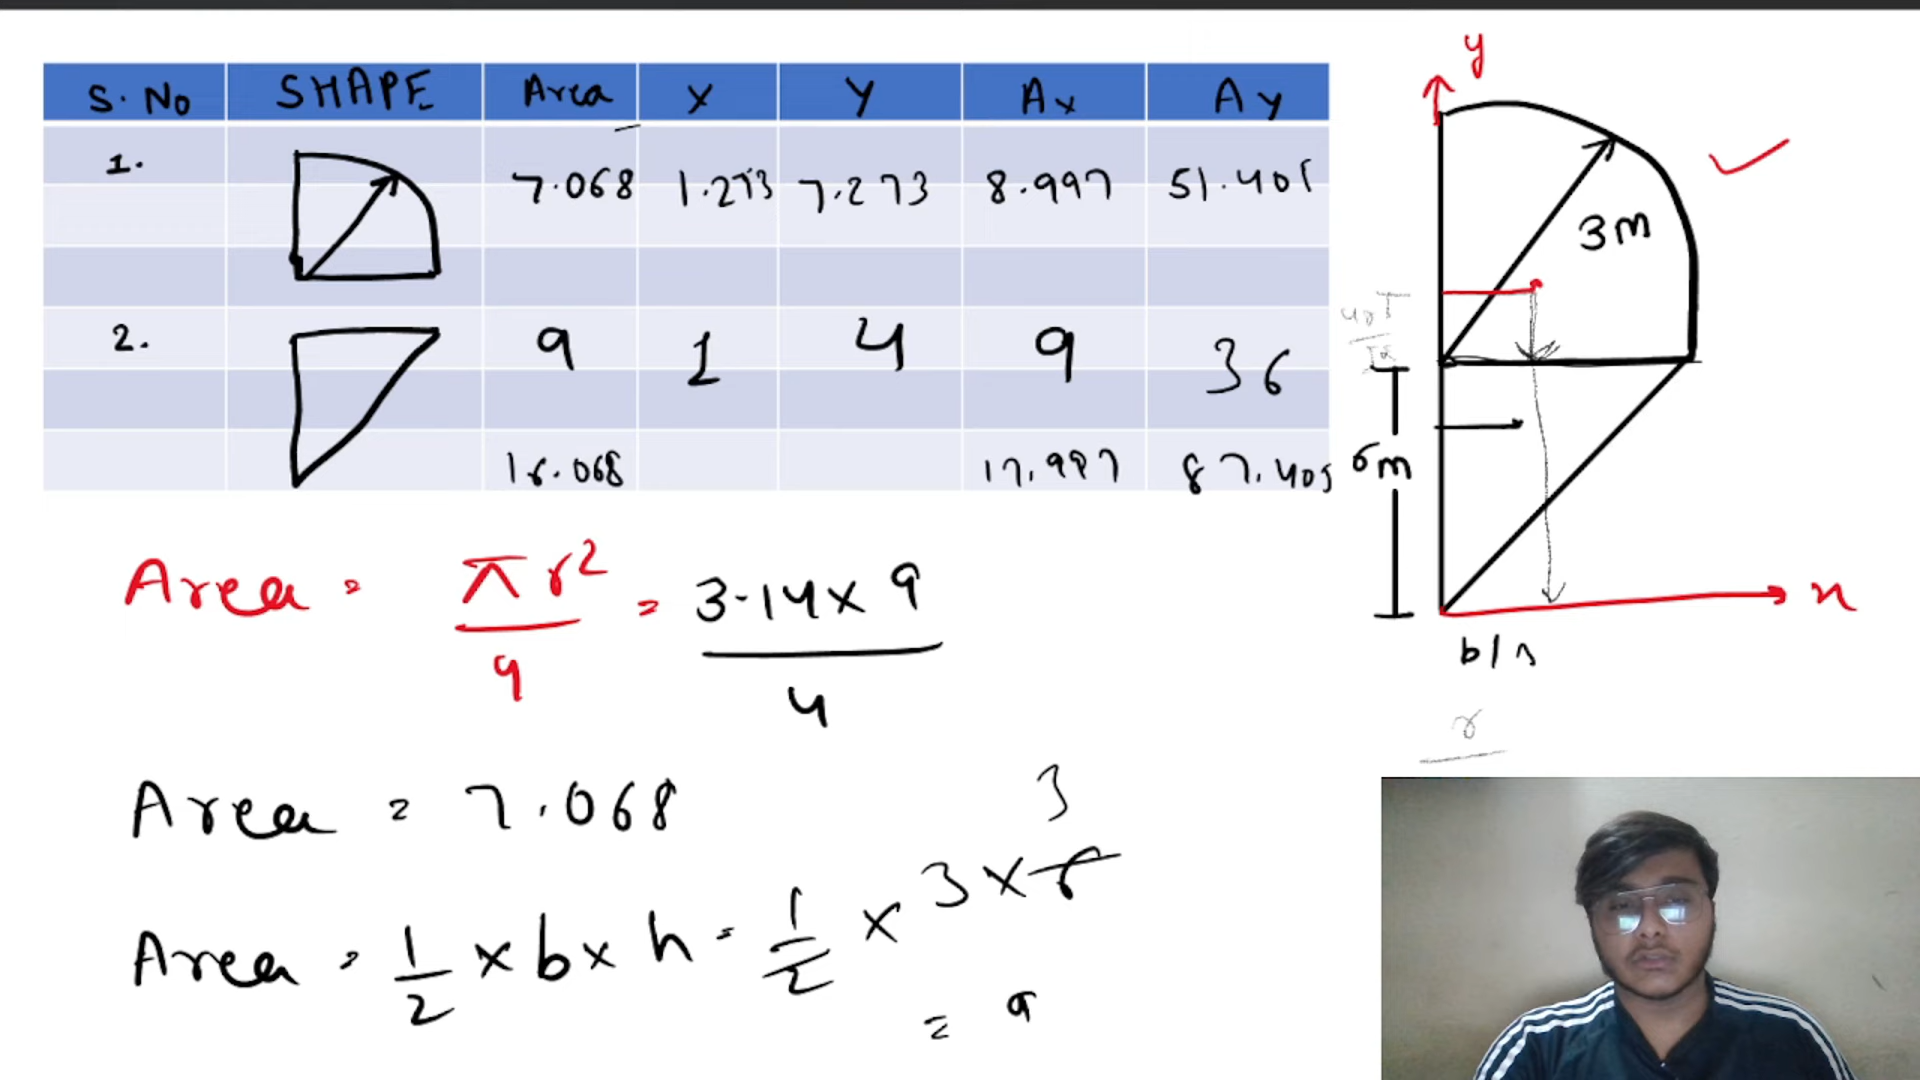 S. No SHAPE Area X Y Ax Ay
1. 7.068 1.273 7.273 8.997 51.405
2. 9 1 4 9 36
16.068 17.997 87.405
y
3m
6m
x
b/3
Area = πr²/4 = 3.14 x 9/4
Area = 7.068
Area = 1/2 x b x h = 1/2 x 3 x 6
3
= 9